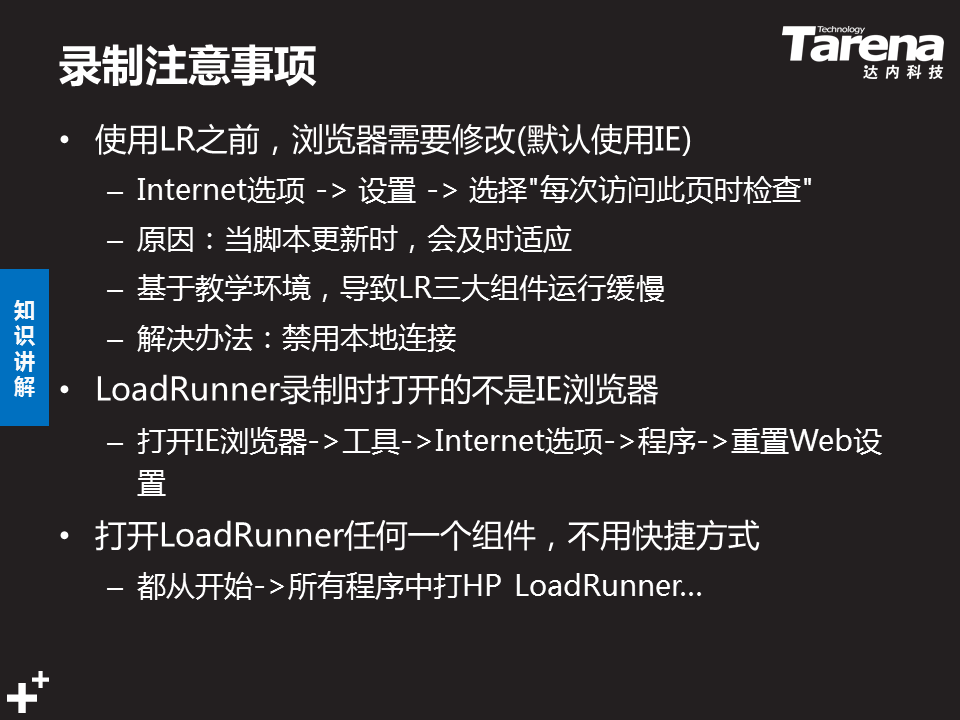 录制注意事项
Technology
Tarena
达内科技
• 使用LR之前，浏览器需要修改(默认使用IE)
– Internet选项 -> 设置 -> 选择"每次访问此页时检查"
– 原因：当脚本更新时，会及时适应
– 基于教学环境，导致LR三大组件运行缓慢
– 解决办法：禁用本地连接
知识讲解
• LoadRunner录制时打开的不是IE浏览器
– 打开IE浏览器->工具->Internet选项->程序->重置Web设
置
• 打开LoadRunner任何一个组件，不用快捷方式
– 都从开始->所有程序中打HP LoadRunner...